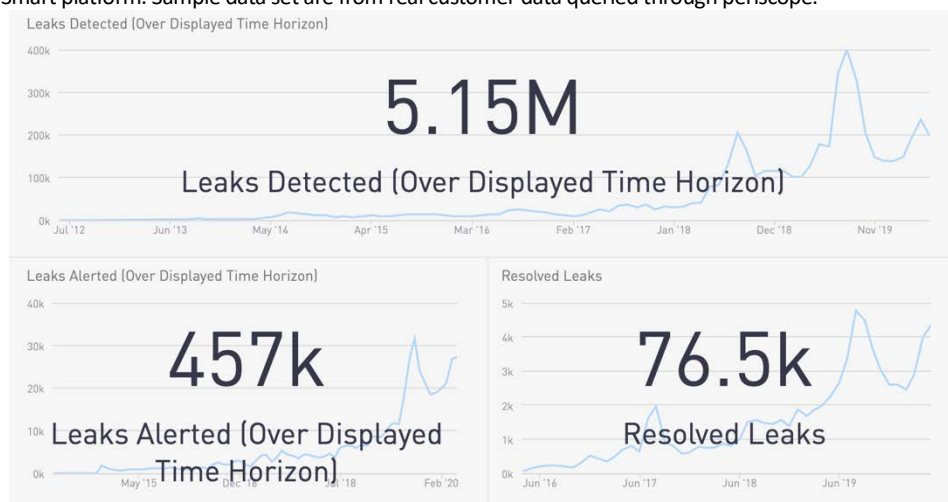 Smart platform. Sample data set are from real customer data queried through periscope.
Leaks Detected (Over Displayed Time Horizon)
400k
300k
200k
100k
0k
5.15M
Leaks Detected (Over Displayed Time Horizon)
Jul '12 Jun '13 May '14 Apr '15 Mar '16 Feb '17 Jan '18 Dec '18 Nov '19
Leaks Alerted (Over Displayed Time Horizon)
40k
30k
20k
10k
0k
457k
Leaks Alerted (Over Displayed
Time Horizon)
May '15 Dec '16 Jul '18 Feb '20
Resolved Leaks
5k
4k
3k
2k
1k
0k
76.5k
Resolved Leaks
Jun '16 Jun '17 Jun '18 Jun '19